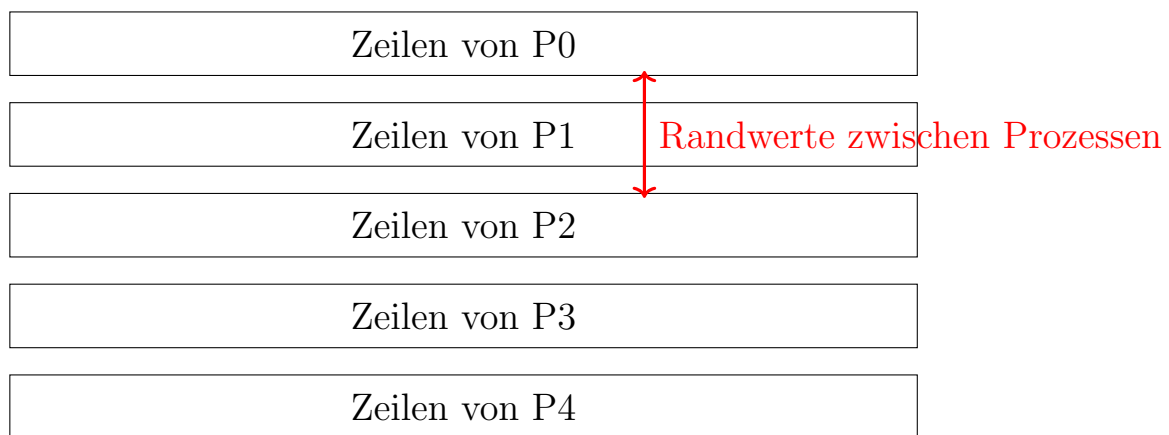 Zeilen von P0
Zeilen von P1 Randwerte zwischen Prozessen
Zeilen von P2
Zeilen von P3
Zeilen von P4